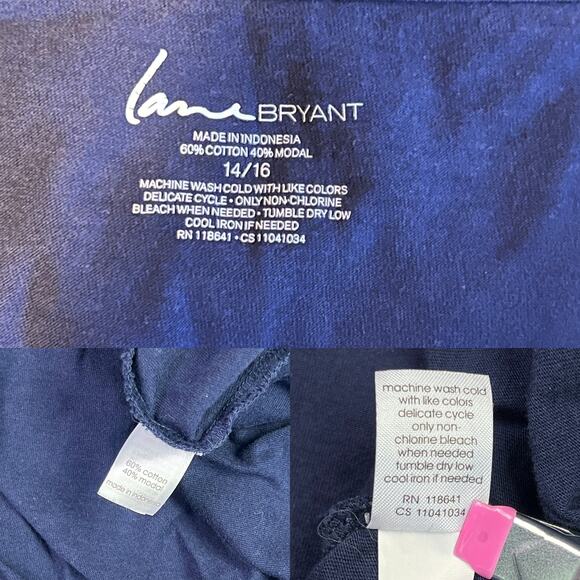 lane BRYANT
MADE IN INDONESIA
60% COTTON 40% MODAL
14/16
MACHINE WASH COLD WITH LIKE COLORS
DELICATE CYCLE • ONLY NON-CHLORINE
BLEACH WHEN NEEDED • TUMBLE DRY LOW
COOL IRON IF NEEDED
RN 118641 • CS 11041034
60% cotton
40% modal
made in indonesia
machine wash cold
with like colors
delicate cycle
only non-
chlorine bleach
when needed
tumble dry low
cool iron if needed
RN 118641
CS 11041034